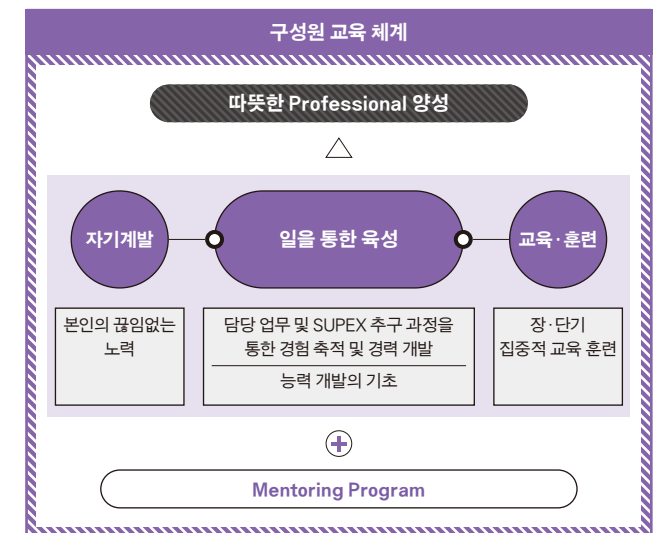 구성원 교육 체계
따뜻한 Professional 양성
자기계발
일을 통한 육성
교육·훈련
본인의 끊임없는
노력
담당 업무 및 SUPEX 추구 과정을
통한 경험 축적 및 경력 개발
능력 개발의 기초
장·단기
집중적 교육 훈련
Mentoring Program